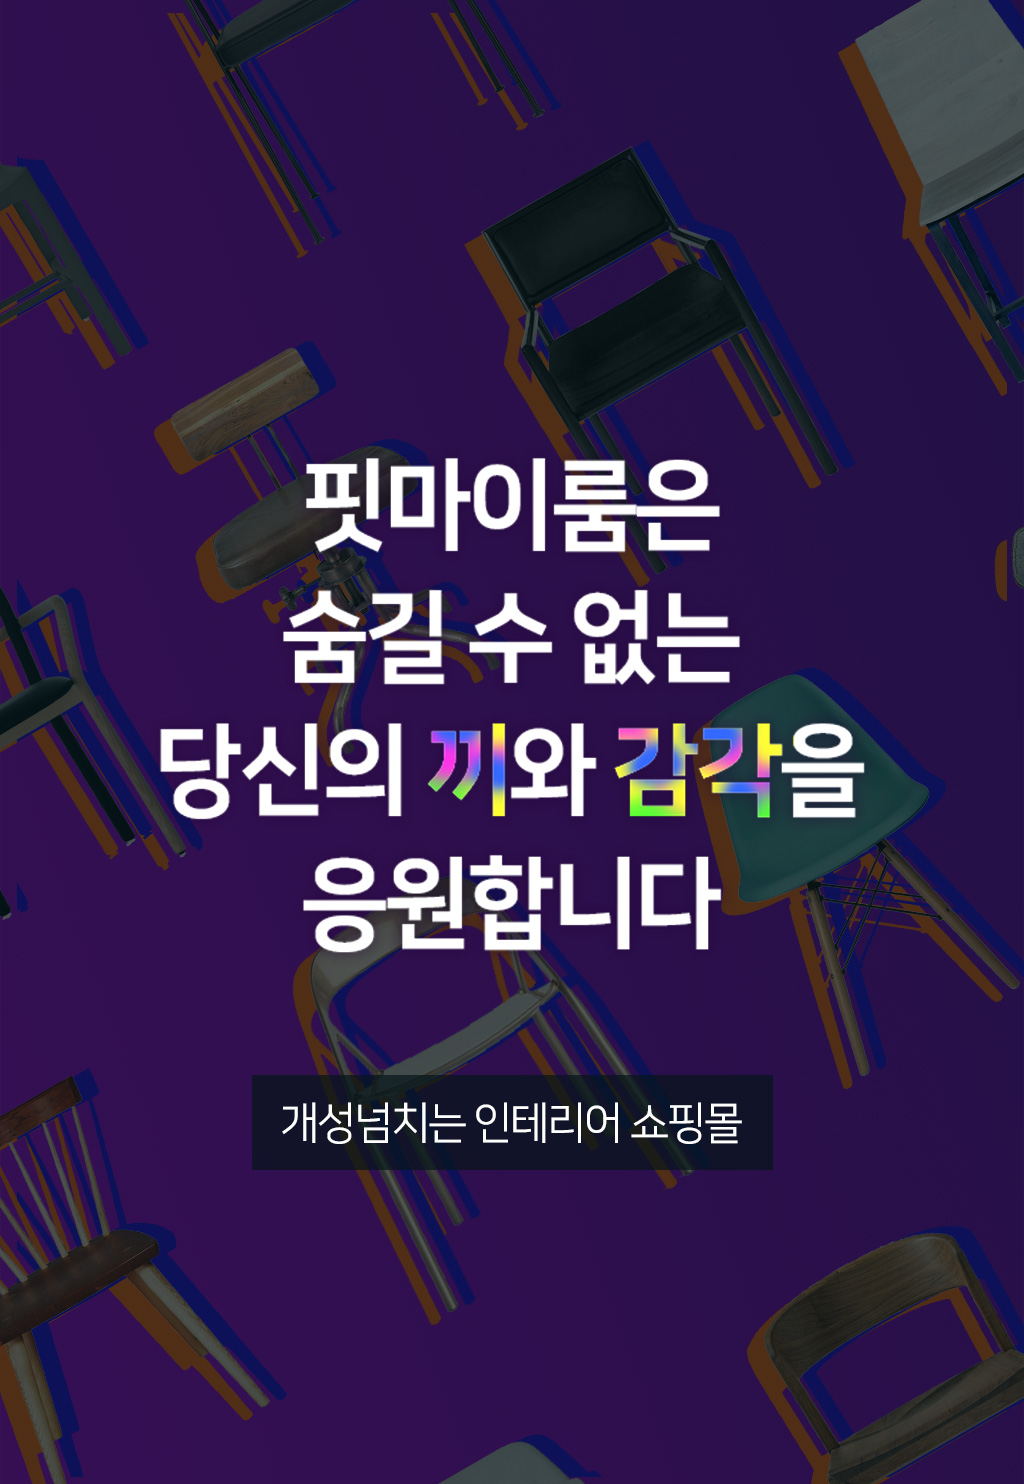 핏마이룸은
숨길 수 없는
당신의 끼와 감각을
응원합니다
개성넘치는 인테리어 쇼핑몰